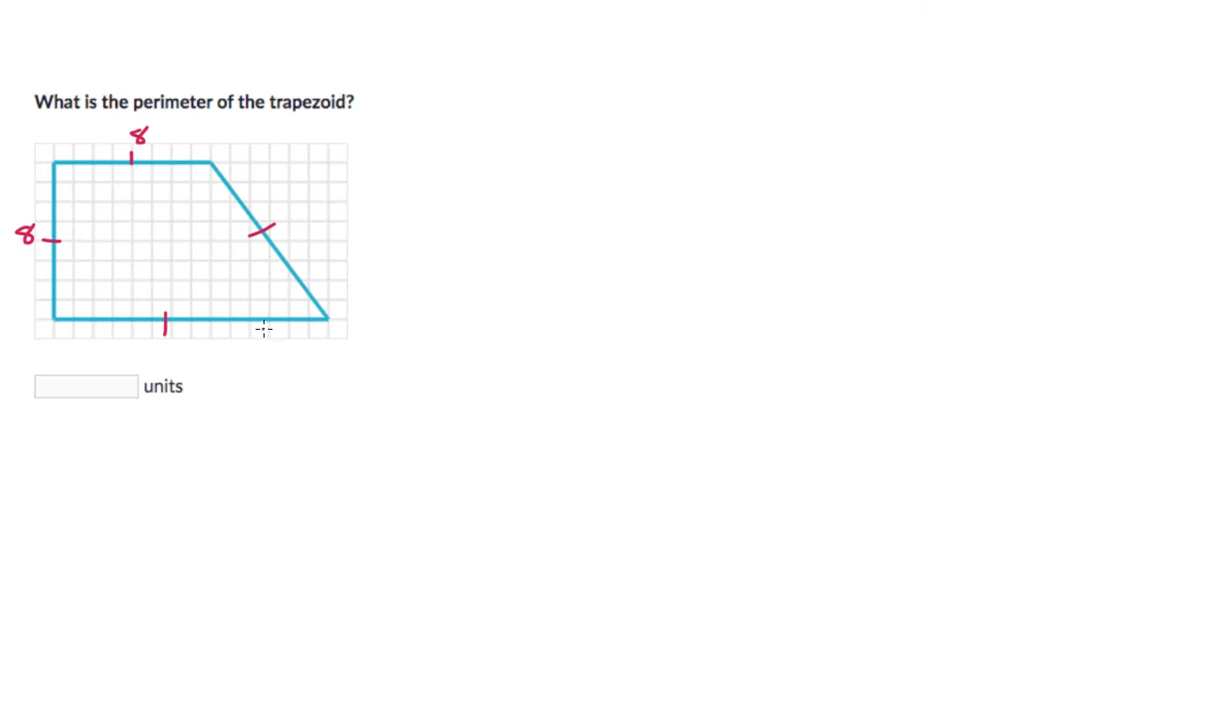 What is the perimeter of the trapezoid?
8
8
units